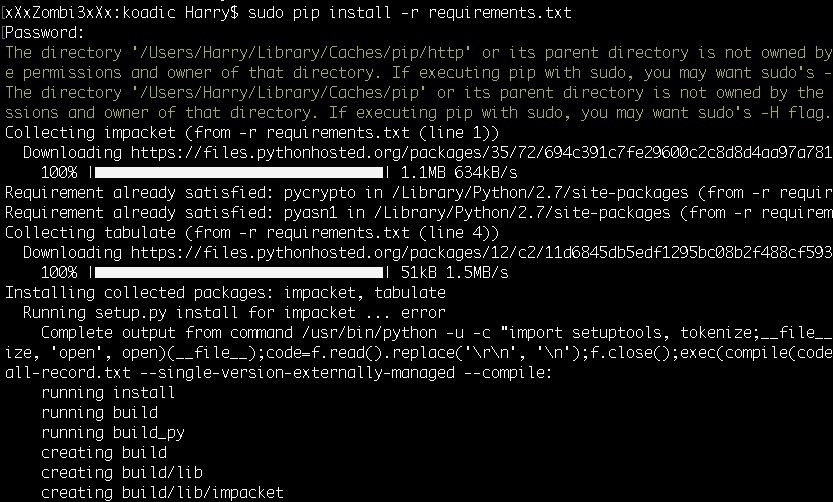 [xXxZombi3xXx:koadic Harry$ sudo pip install -r requirements.txt
[Password:
The directory '/Users/Harry/Library/Caches/pip/http' or its parent directory is not owned by
e permissions and owner of that directory. If executing pip with sudo, you may want sudo's -
The directory '/Users/Harry/Library/Caches/pip' or its parent directory is not owned by the
ssions and owner of that directory. If executing pip with sudo, you may want sudo's -H flag.
Collecting impacket (from -r requirements.txt (line 1))
Downloading https://files.pythonhosted.org/packages/35/72/694c391c7fe29600c2c8d8d4aa97a781
100% |████████████████████████████████| 1.1MB 634kB/s
Requirement already satisfied: pycrypto in /Library/Python/2.7/site-packages (from -r requir
Requirement already satisfied: pyasn1 in /Library/Python/2.7/site-packages (from -r requirem
Collecting tabulate (from -r requirements.txt (line 4))
Downloading https://files.pythonhosted.org/packages/12/c2/11d6845db5edf1295bc08b2f488cf593
100% |████████████████████████████████| 51kB 1.5MB/s
Installing collected packages: impacket, tabulate
Running setup.py install for impacket ... error
Complete output from command /usr/bin/python -u -c "import setuptools, tokenize;__file__
ize, 'open', open)(__file__);code=f.read().replace('\r\n', '\n');f.close();exec(compile(code
all-record.txt --single-version-externally-managed --compile:
running install
running build
running build_py
creating build
creating build/lib
creating build/lib/impacket